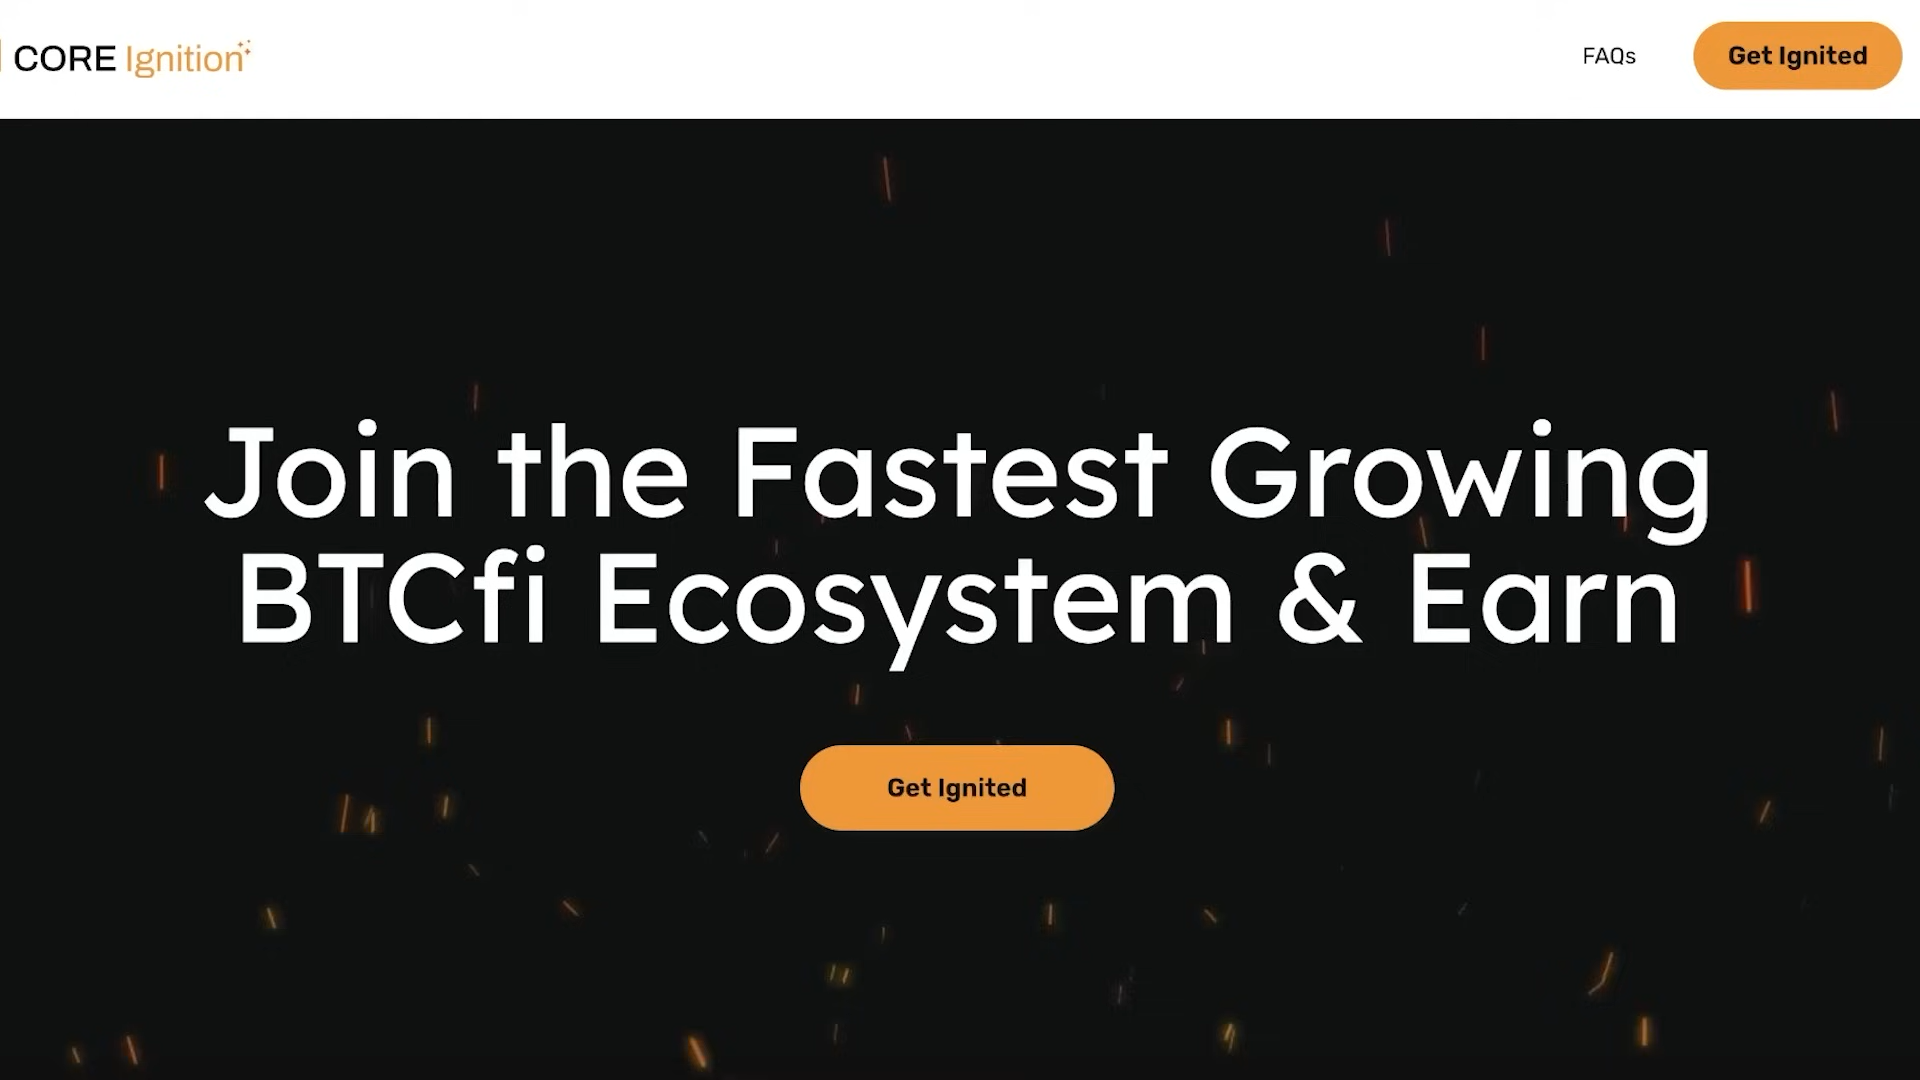 CORE Ignition
FAQs
Get Ignited
Join the Fastest Growing
BTCfi Ecosystem & Earn
Get Ignited